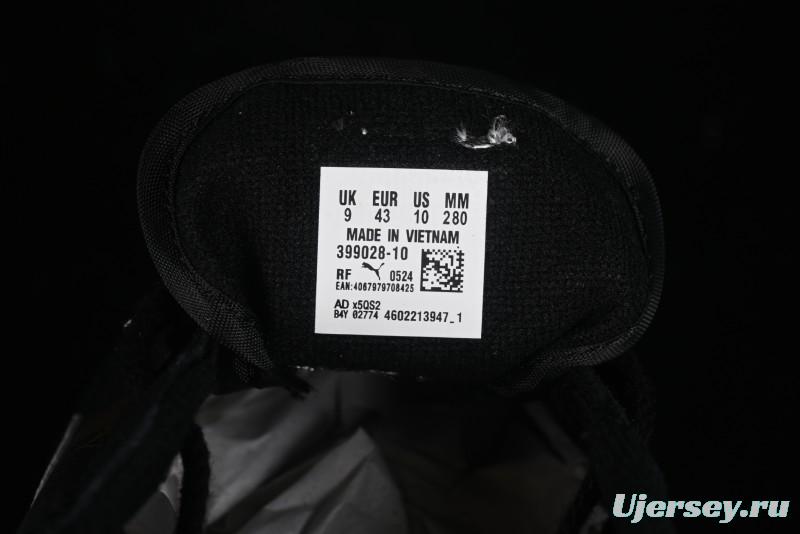 UK EUR US MM
9 43 10 280
MADE IN VIETNAM
399028-10
RF 0524
EAN:4067979708425
AD x5QS2
B4Y 02774 4602213947_1
Ujersey.ru